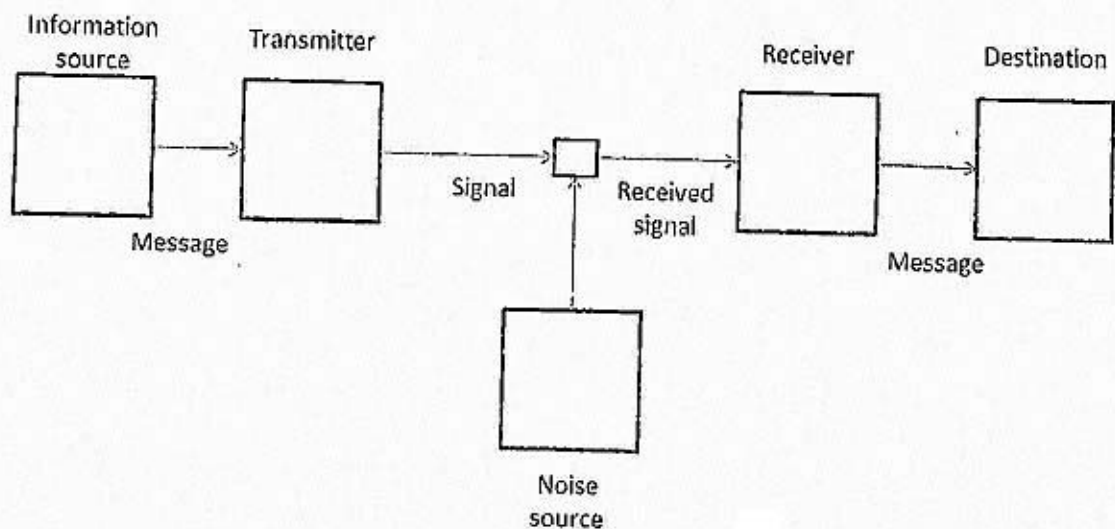 Information
source
Transmitter
Receiver
Destination
Signal
Received
signal
Message
Message
Noise
source